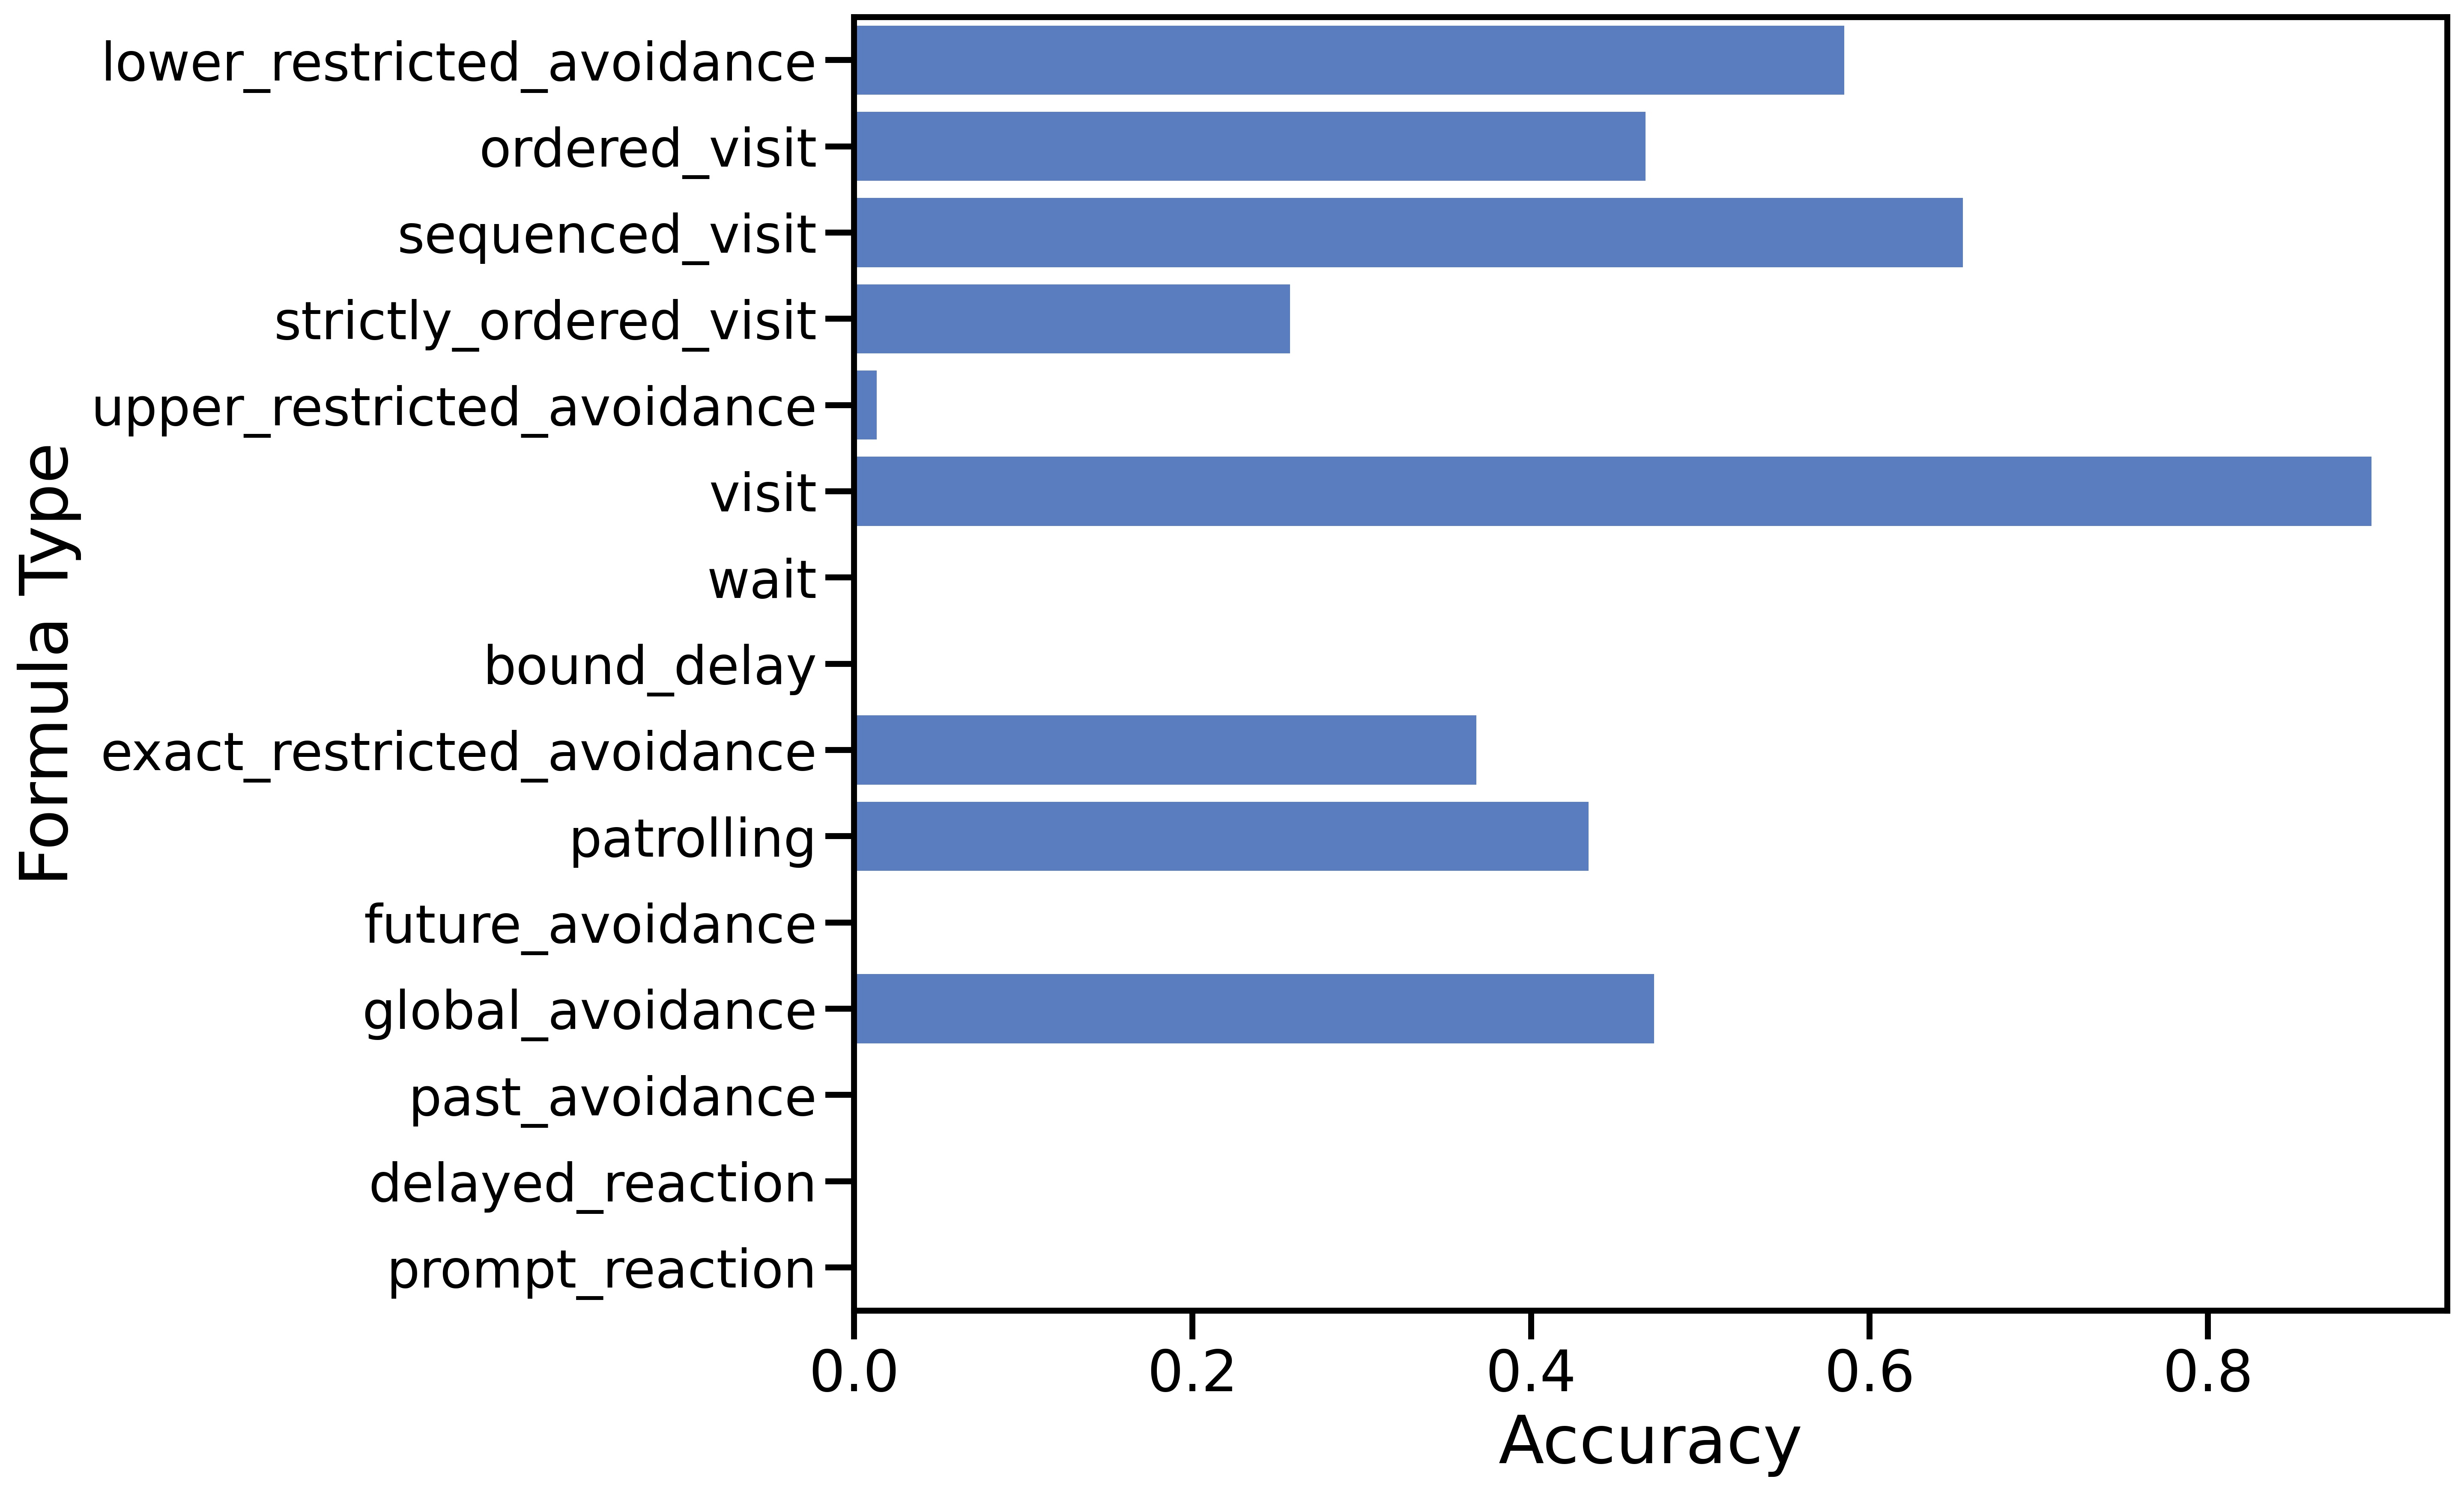 lower_restricted_avoidance
ordered_visit
sequenced_visit
strictly_ordered_visit
upper_restricted_avoidance
visit
wait
bound_delay
exact_restricted_avoidance
patrolling
future_avoidance
global_avoidance
past_avoidance
delayed_reaction
prompt_reaction
Formula Type
0.0 0.2 0.4 0.6 0.8
Accuracy